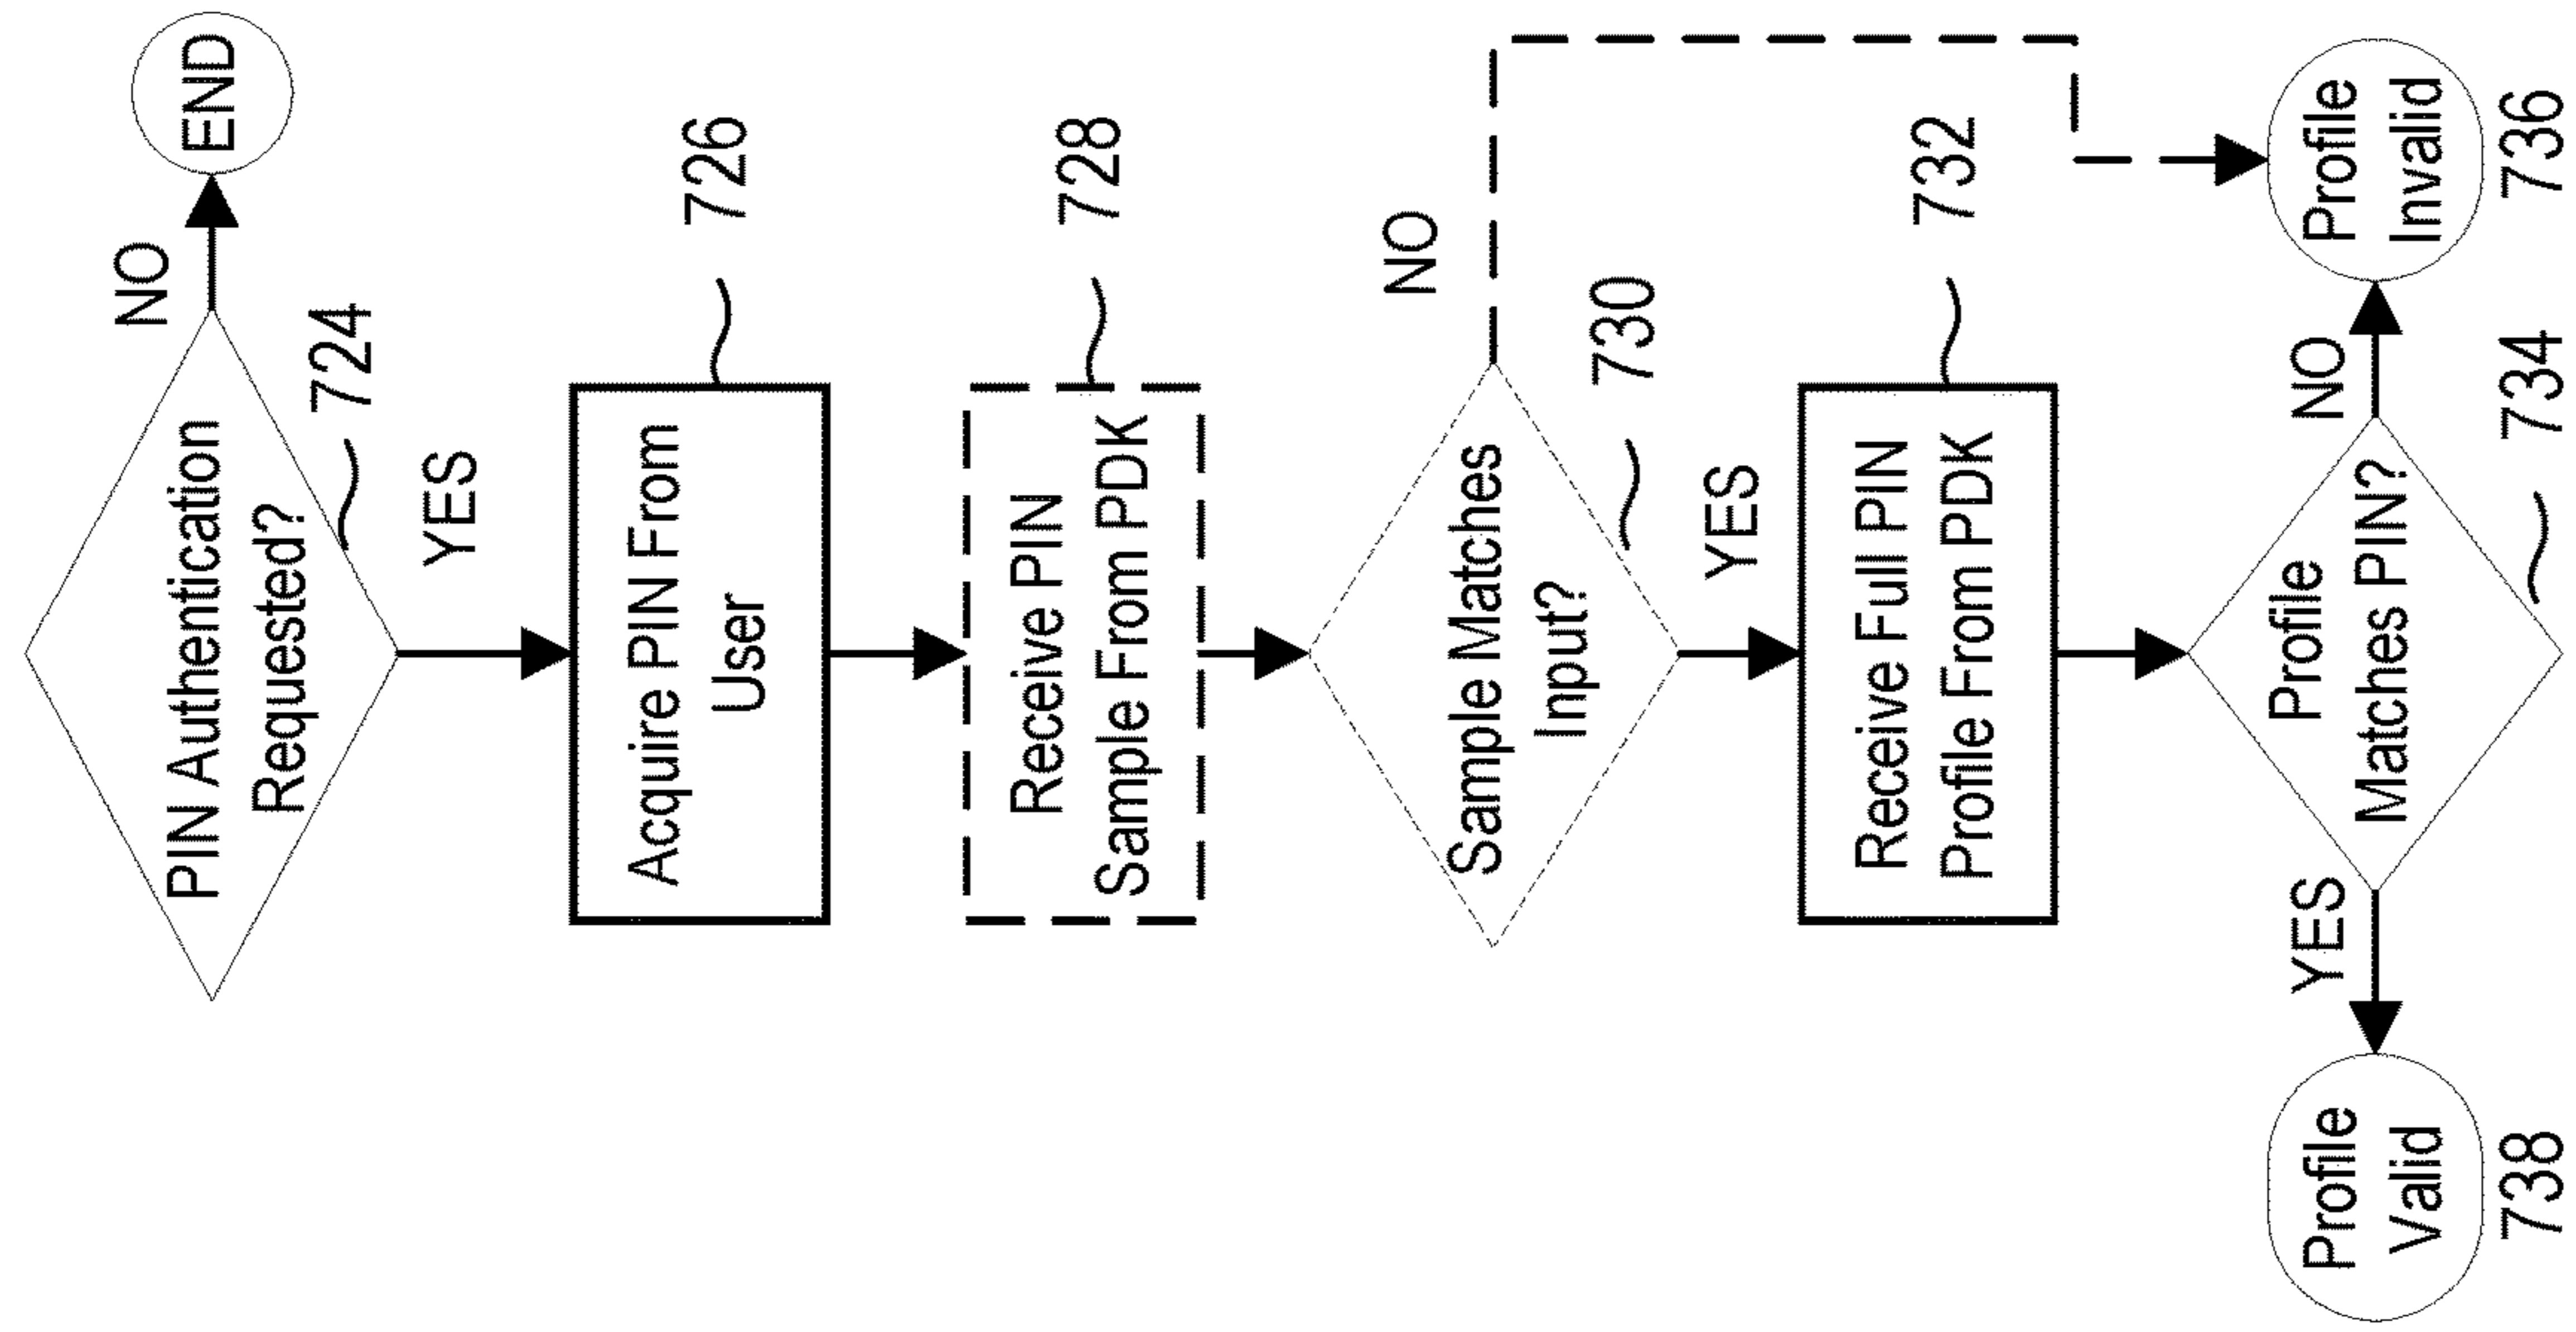 PIN Authentication
Requested?
724
NO
END
YES
Acquire PIN From
User
726
Receive PIN
Sample From PDK
728
Sample Matches
Input?
730
NO
YES
Receive Full PIN
Profile From PDK
732
Profile
Matches PIN?
734
YES
NO
Profile
Valid
738
Profile
Invalid
736